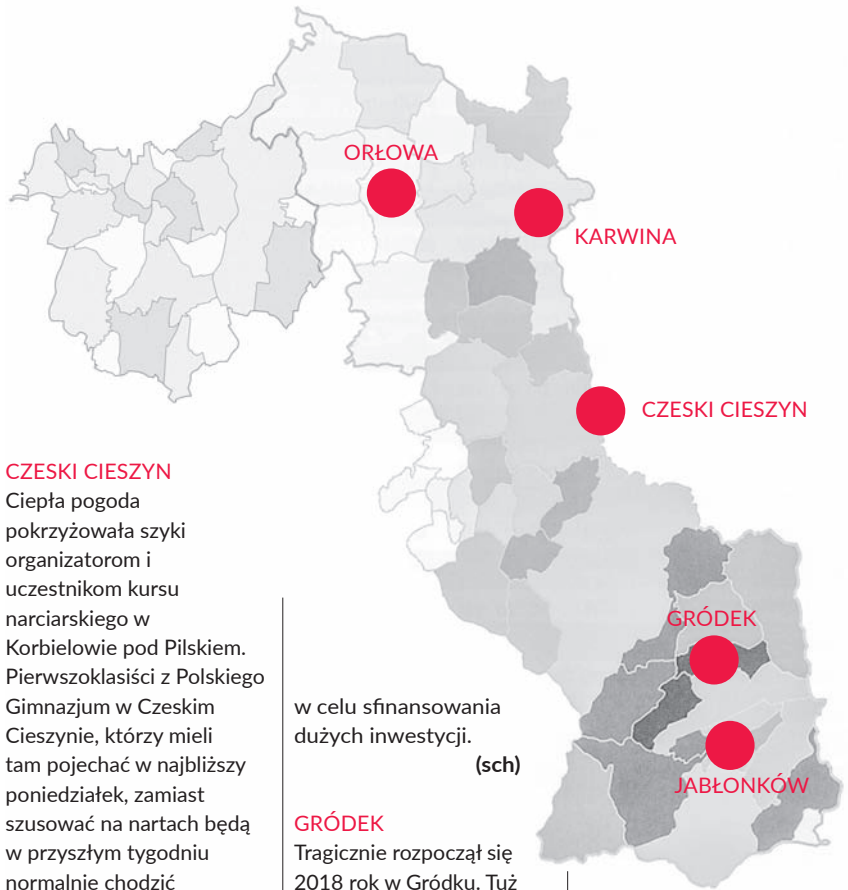 ORŁOWA
KARWINA
CZESKI CIESZYN
GRÓDEK
JABŁONKÓW
CZESKI CIESZYN
Ciepła pogoda
pokrzyżowała szyki
organizatorom i
uczestnikom kursu
narciarskiego w
Korbielowie pod Pilskiem.
Pierwszoklasiści z Polskiego
Gimnazjum w Czeskim
Cieszynie, którzy mieli
tam pojechać w najbliższy
poniedziałek, zamiast
szusować na nartach będą
w przyszłym tygodniu
normalnie chodzić
w celu sfinansowania
dużych inwestycji.
(sch)
GRÓDEK
Tragicznie rozpoczął się
2018 rok w Gródku. Tuż